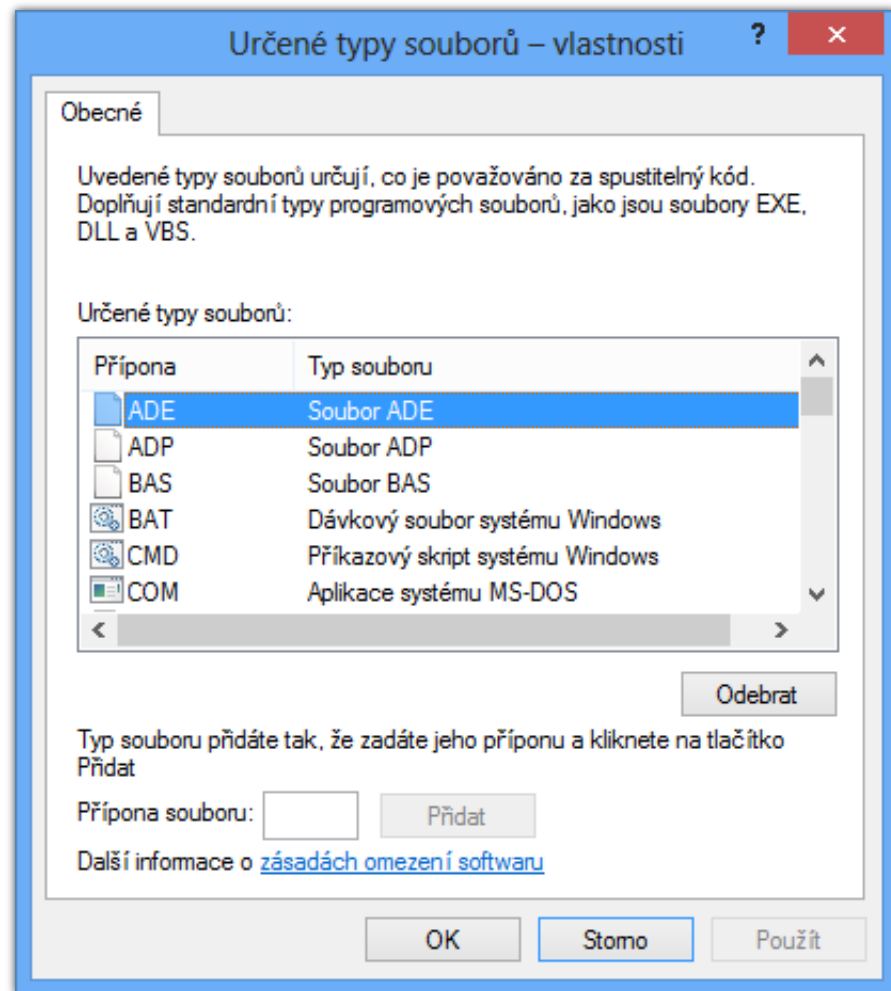 Určené typy souborů – vlastnosti
?
Obecné
Uvedené typy souborů určují, co je považováno za spustitelný kód.
Doplňují standardní typy programových souborů, jako jsou soubory EXE,
DLL a VBS.
Určené typy souborů:
Přípona Typ souboru
ADE Soubor ADE
ADP Soubor ADP
BAS Soubor BAS
BAT Dávkový soubor systému Windows
CMD Příkazový skript systému Windows
COM Aplikace systému MS-DOS
Odebrat
Typ souboru přidáte tak, že zadáte jeho příponu a kliknete na tlačítko
Přidat
Přípona souboru: Přidat
Další informace o zásadách omezení softwaru
OK Storno Použít